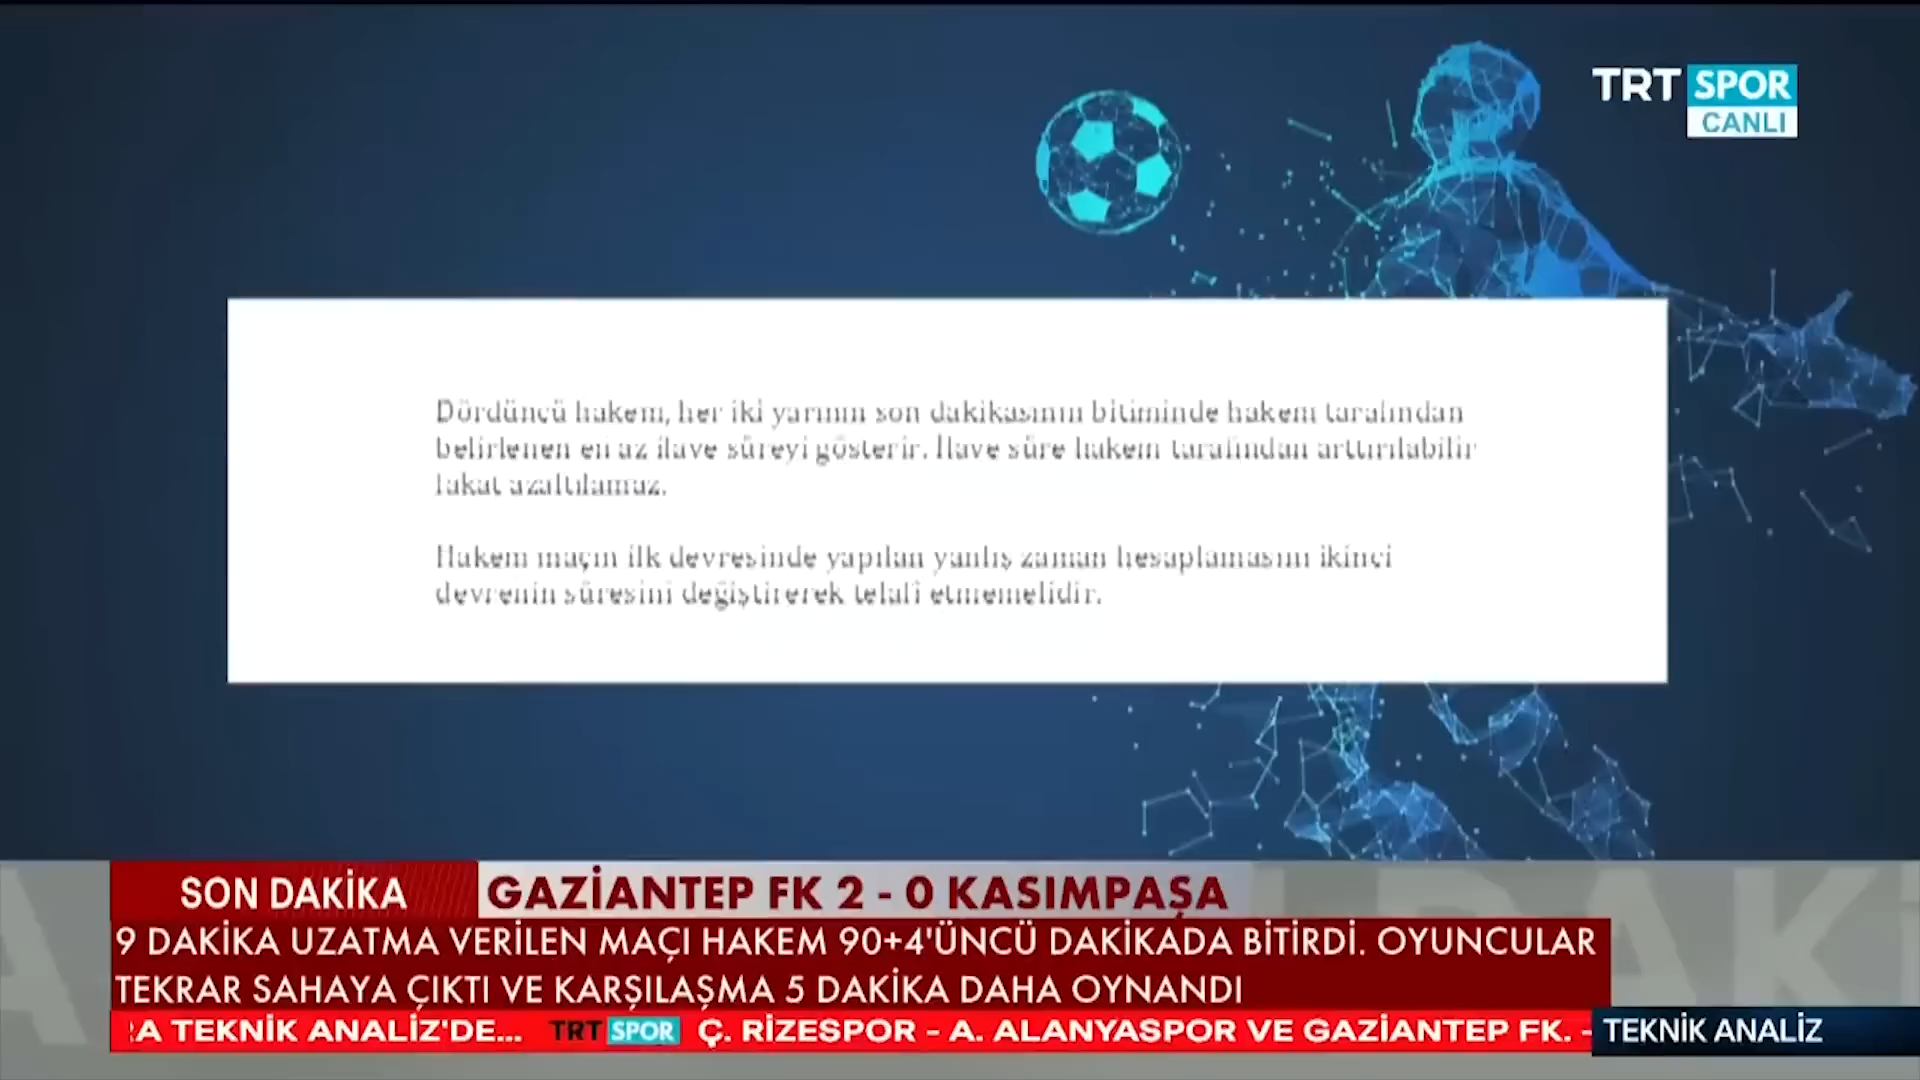 TRT SPOR
CANLI
Dördüncü hakem, her iki yarının son dakikasının bitiminde hakem tarafından
belirlenen en az ilave süreyi gösterir. İlave süre hakem tarafından arttırılabilir
fakat azaltılamaz.
Hakem maçın ilk devresinde yapılan yanlış zaman hesaplamasını ikinci
devrenin süresini değiştirerek telafi etmemelidir.
SON DAKİKA
GAZİANTEP FK 2 - 0 KASIMPAŞA
9 DAKİKA UZATMA VERİLEN MAÇI HAKEM 90+4'ÜNCÜ DAKİKADA BİTİRDİ. OYUNCULAR
TEKRAR SAHAYA ÇIKTI VE KARŞILAŞMA 5 DAKİKA DAHA OYNANDI
RA TEKNİK ANALİZ'DE... TRT SPOR Ç. RİZESPOR - A. ALANYASPOR VE GAZİANTEP FK. -
TEKNİK ANALİZ